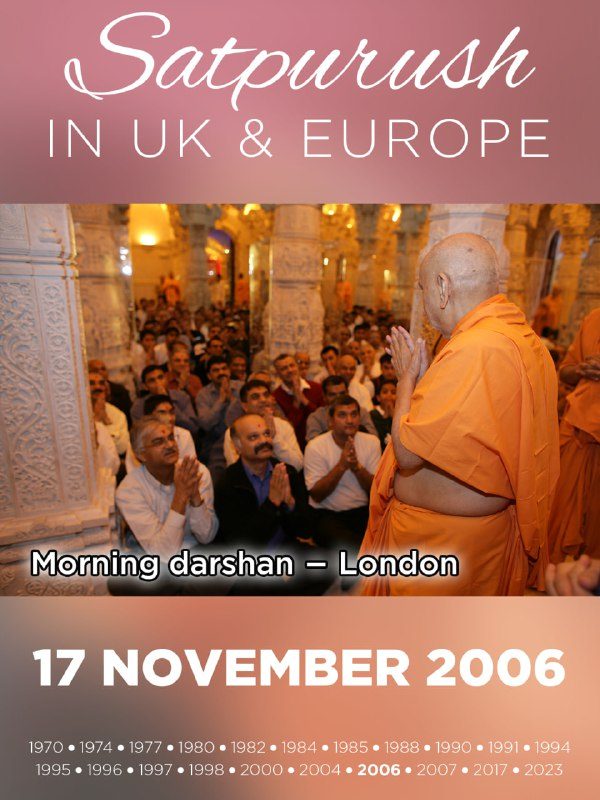 Satpurush
IN UK & EUROPE
Morning darshan – London
17 NOVEMBER 2006
1970 • 1974 • 1977 • 1980 • 1982 • 1984 • 1985 • 1988 • 1990 • 1991 • 1994
1995 • 1996 • 1997 • 1998 • 2000 • 2004 • 2006 • 2007 • 2017 • 2023